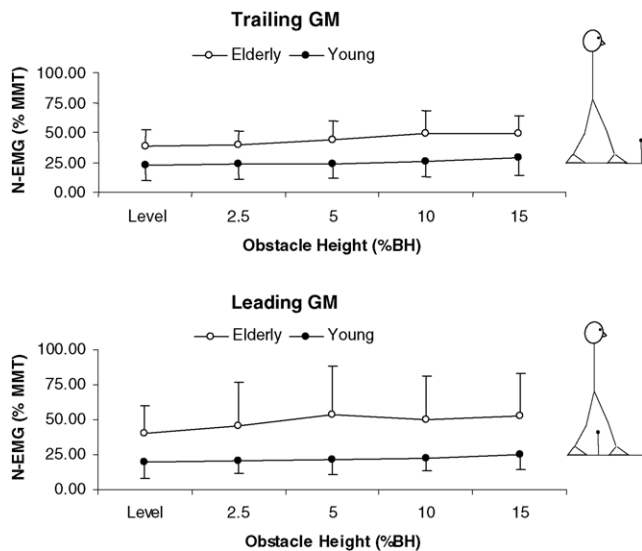 Trailing GM
Elderly Young
N-EMG (% MMT)
100.00
75.00
50.00
25.00
0.00
Level 2.5 5 10 15
Obstacle Height (%BH)
Leading GM
Elderly Young
N-EMG (% MMT)
100.00
75.00
50.00
25.00
0.00
Level 2.5 5 10 15
Obstacle Height (%BH)